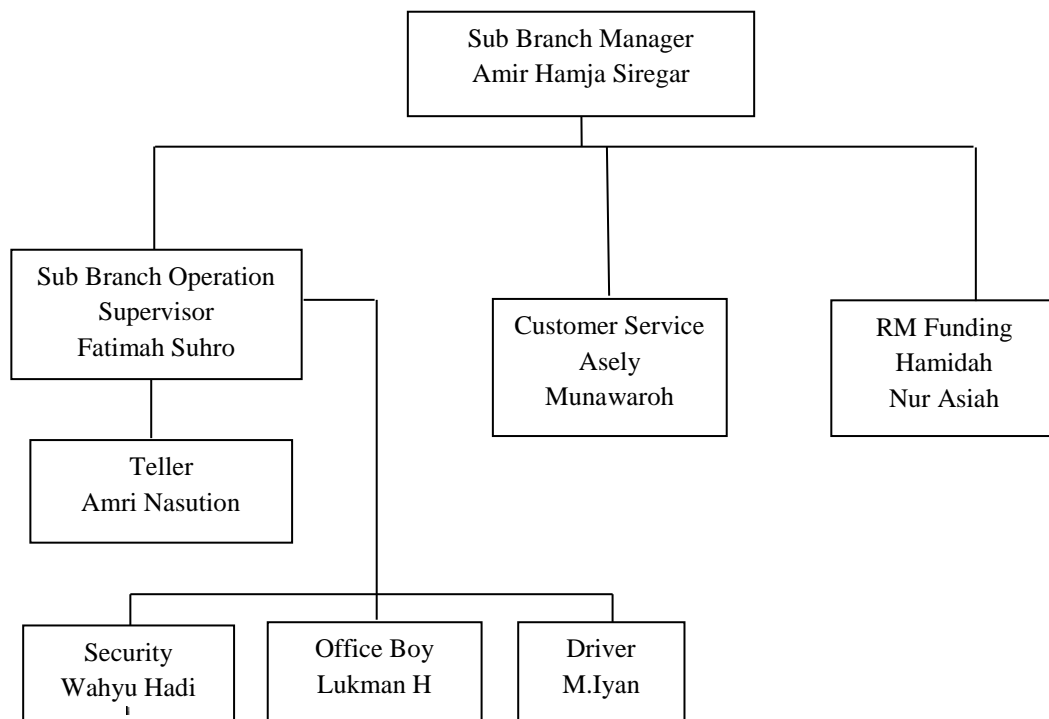 Sub Branch Manager
Amir Hamja Siregar
Sub Branch Operation
Supervisor
Fatimah Suhro
Customer Service
Asely
Munawaroh
RM Funding
Hamidah
Nur Asiah
Teller
Amri Nasution
Security
Wahyu Hadi
Office Boy
Lukman H
Driver
M.Iyan